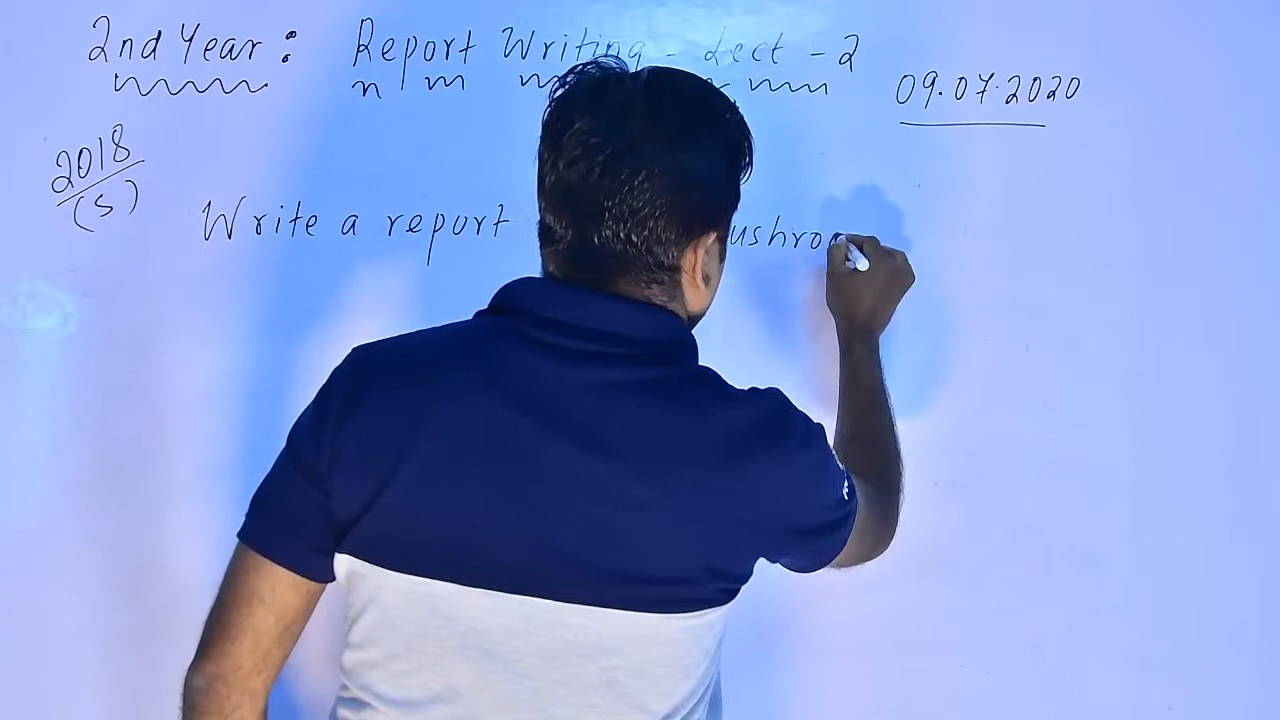 2nd Year: Report Writing - Lect - 2
09.07.2020
2018
(S)
Write a report ushro